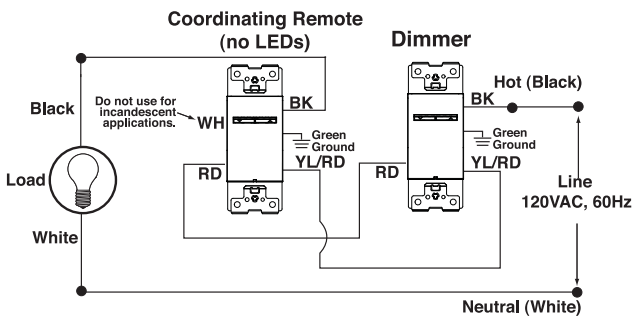 Coordinating Remote
(no LEDs)
Dimmer
Hot (Black)
Black
Do not use for
incandescent
applications.
WH
BK
BK
Green
Ground
Green
Ground
YL/RD
YL/RD
RD
RD
Load
Line
120VAC, 60Hz
White
Neutral (White)